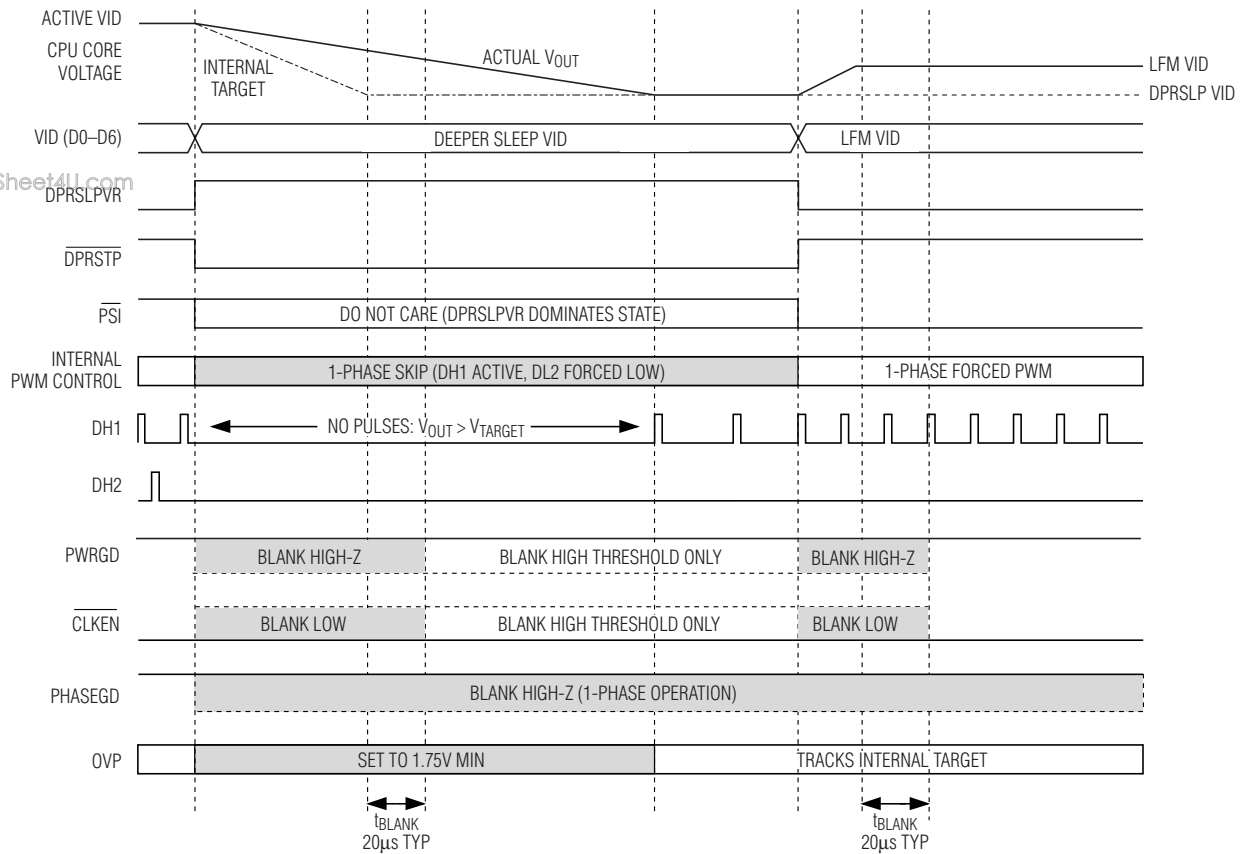 ACTIVE VID
CPU CORE
VOLTAGE
INTERNAL
TARGET
ACTUAL VOUT
LFM VID
DPRSLP VID
VID (D0–D6)
DEEPER SLEEP VID
LFM VID
Sheet4U.com
DPRSLPVR
DPRSTP
PSI
DO NOT CARE (DPRSLPVR DOMINATES STATE)
INTERNAL
PWM CONTROL
1-PHASE SKIP (DH1 ACTIVE, DL2 FORCED LOW)
1-PHASE FORCED PWM
DH1
NO PULSES: VOUT > VTARGET
DH2
PWRGD
BLANK HIGH-Z
BLANK HIGH THRESHOLD ONLY
BLANK HIGH-Z
CLKEN
BLANK LOW
BLANK HIGH THRESHOLD ONLY
BLANK LOW
PHASEGD
BLANK HIGH-Z (1-PHASE OPERATION)
OVP
SET TO 1.75V MIN
TRACKS INTERNAL TARGET
tBLANK
20µs TYP
tBLANK
20µs TYP